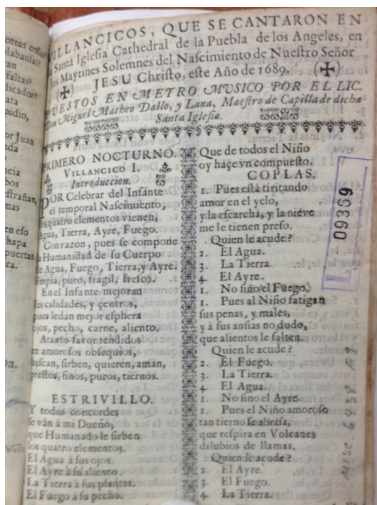 VILLANCICOS, QUE SE CANTARON EN
la Santa Iglesia Cathedral de la Puebla de los Angeles, en
los Maytines Solemnes del Nascimiento de Nuestro Señor
JESU Christo, este Año de 1689.
PUESTOS EN METRO MUSICO POR EL LIC.
Don Miguel Matheo Dallo, y Lana, Maestro de Capilla de dicha
Santa Iglesia.
PRIMERO NOCTURNO.
VILLANCICO I.
Introduccion.
POR Celebrar del Infante
el temporal Nascimiento,
los quatro elementos vienen,
Agua, Tierra, Ayre, Fuego.
Con razon, pues se compone
la Humanidad de su Cuerpo
de Agua, Fuego, Tierra, y Ayre
limpia, puro, fragil, fresco.
En el Infante mejoran
sus calidades, y centros,
pues les dan mejor esphera
ojos, pecho, carne, aliento.
A tanto favor rendidos
en amorosos obsequios,
buscan, sirben, quieren, aman,
prestos, finos, puros, tiernos.
ESTRIVILLO.
Y todos concordes
se ván à mi Dueño,
que Humanado le sirben
los quatro elementos.
El Agua à sus ojos.
El Ayre à su aliento.
La Tierra à sus plantas.
El Fuego à su pecho.
Que de todos el Niño
oy haçe vn compuesto.
COPLAS.
1. Pues està tiritando
amor en el yelo,
y la escarcha, y la nieve
me le tienen preso.
Quien le acude?
2. El Agua.
3. La Tierra.
4. El Ayre.
1. No sino el Fuego.
1. Pues al Niño fatigan
sus penas, y males,
y à sus ansias no dudo,
que alientos le falten.
Quien le acude?
2. El Fuego.
3. La Tierra.
4. El Agua.
1. No sino el Ayre.
1. Pues el Niño amoroso
tan tierno se abrasa,
que respira en Volcanes
dilubios de llamas.
Quien le acude?
2. El Ayre.
3. El Fuego.
4. La Tierra.
09369